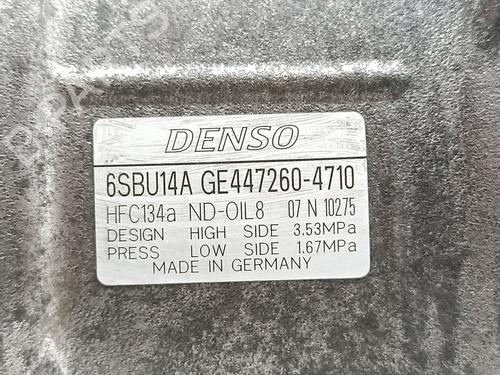 DENSO
6SBU14A GE447260-4710
HFC134a ND-OIL8 07 N 10275
DESIGN HIGH SIDE 3.53MPa
PRESS LOW SIDE 1.67MPa
MADE IN GERMANY